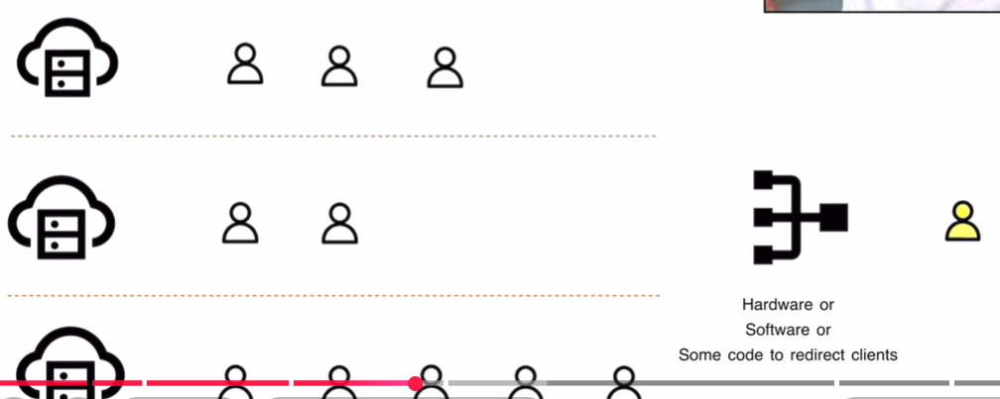 Hardware or
Software or
Some code to redirect clients